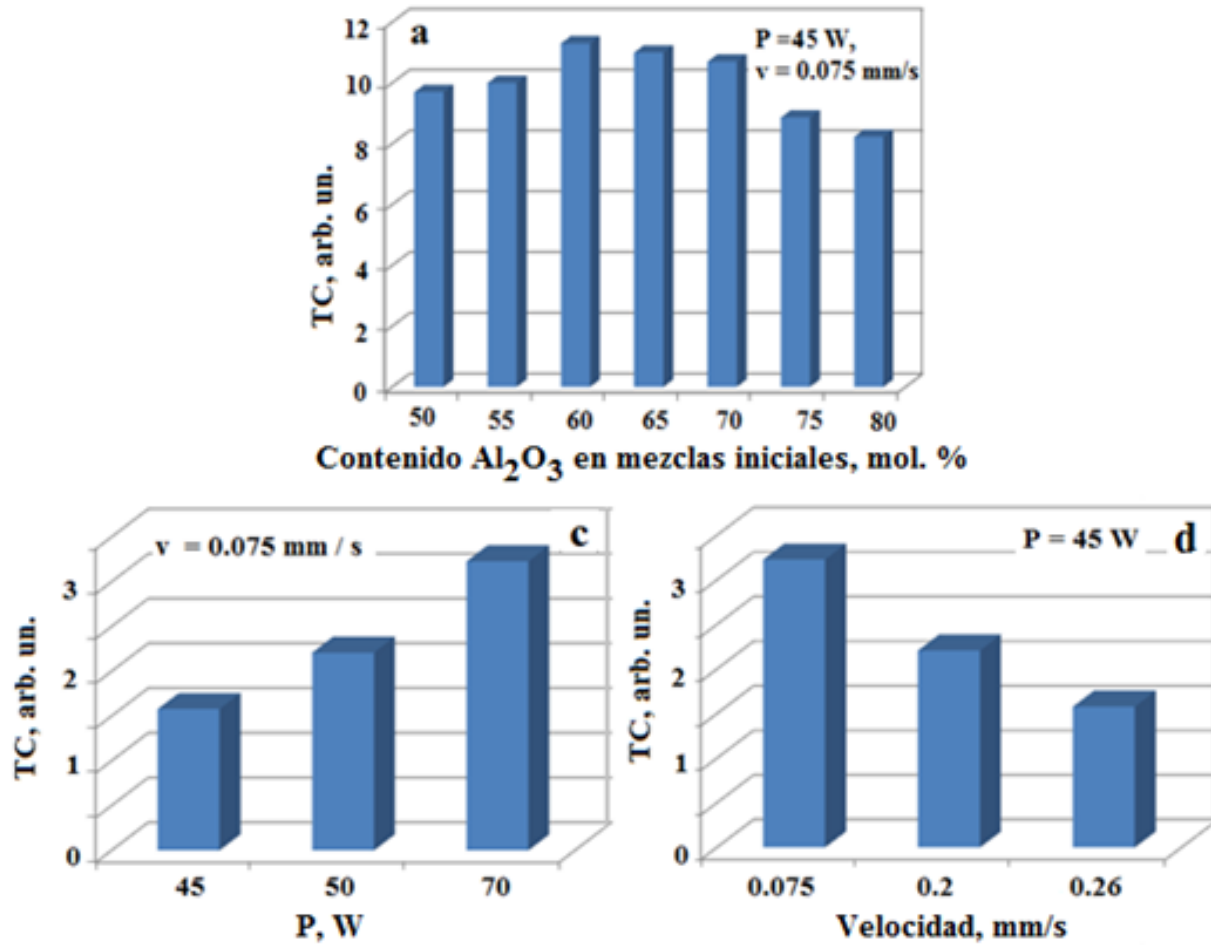 a
P =45 W,
v = 0.075 mm/s
TC, arb. un.
12
10
8
6
4
2
0
50 55 60 65 70 75 80
Contenido Al₂O₃ en mezclas iniciales, mol. %
c
v = 0.075 mm / s
TC, arb. un.
3
2
1
0
45 50 70
P, W
P = 45 W d
TC, arb. un.
3
2
1
0
0.075 0.2 0.26
Velocidad, mm/s